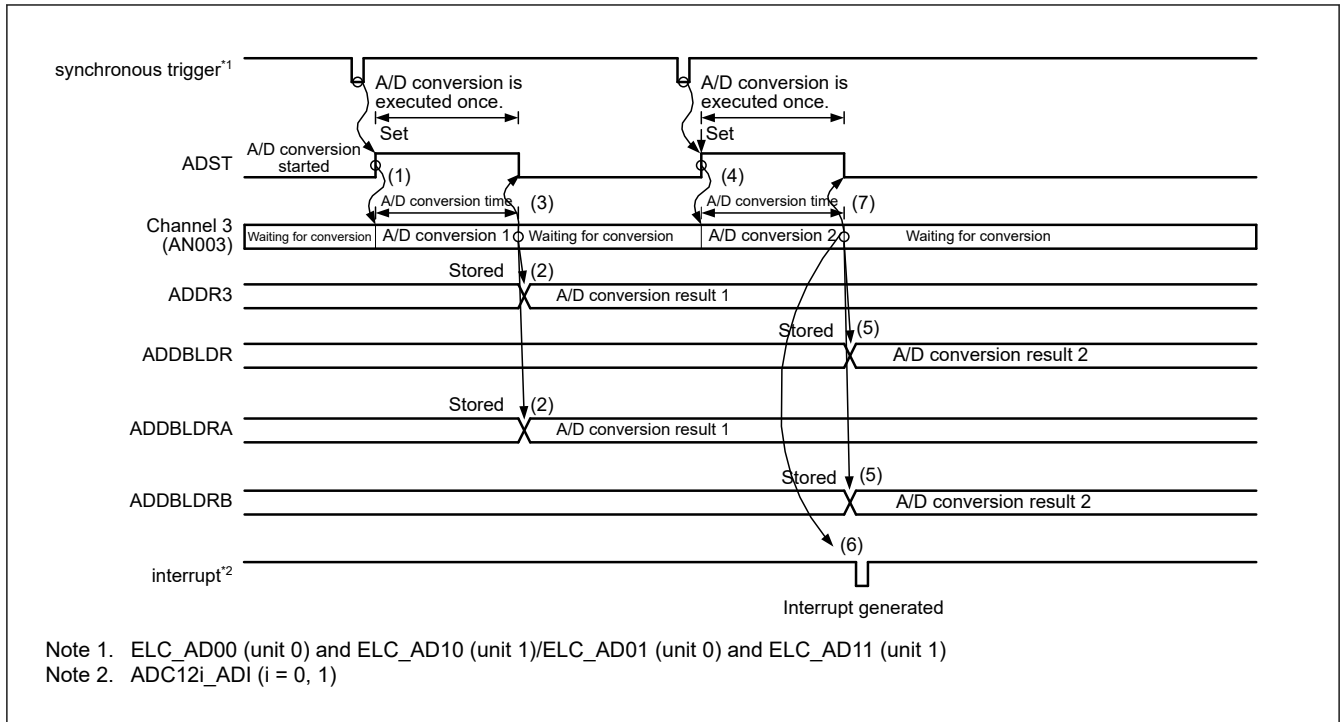 synchronous trigger*1
A/D conversion is
executed once.
A/D conversion is
executed once.
Set
Set
A/D conversion
started
ADST
(1)
(4)
A/D conversion time
(3)
A/D conversion time
(7)
Channel 3
(AN003)
Waiting for conversion
A/D conversion 1
Waiting for conversion
A/D conversion 2
Waiting for conversion
Stored
(2)
ADDR3
A/D conversion result 1
Stored
(5)
ADDBLDR
A/D conversion result 2
Stored
(2)
ADDBLDRA
A/D conversion result 1
Stored
(5)
ADDBLDRB
A/D conversion result 2
(6)
interrupt*2
Interrupt generated
Note 1. ELC_AD00 (unit 0) and ELC_AD10 (unit 1)/ELC_AD01 (unit 0) and ELC_AD11 (unit 1)
Note 2. ADC12i_ADI (i = 0, 1)